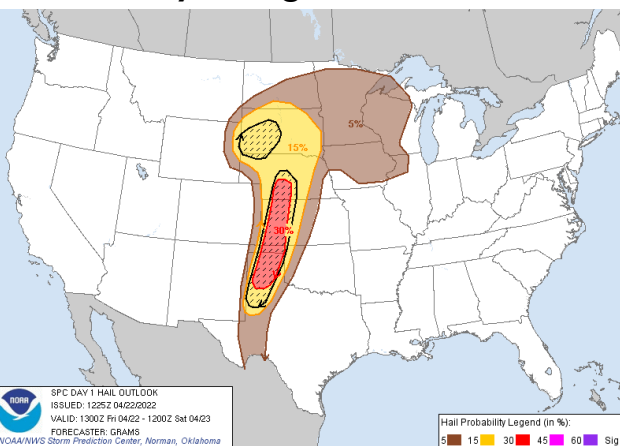 5%
15%
30%
NOAA
SPC DAY 1 HAIL OUTLOOK
ISSUED: 1225Z 04/22/2022
VALID: 1300Z Fri 04/22 - 1200Z Sat 04/23
FORECASTER: GRAMS
NOAA/NWS Storm Prediction Center, Norman, Oklahoma
Hail Probability Legend (in %):
5 15 30 45 60 Sig